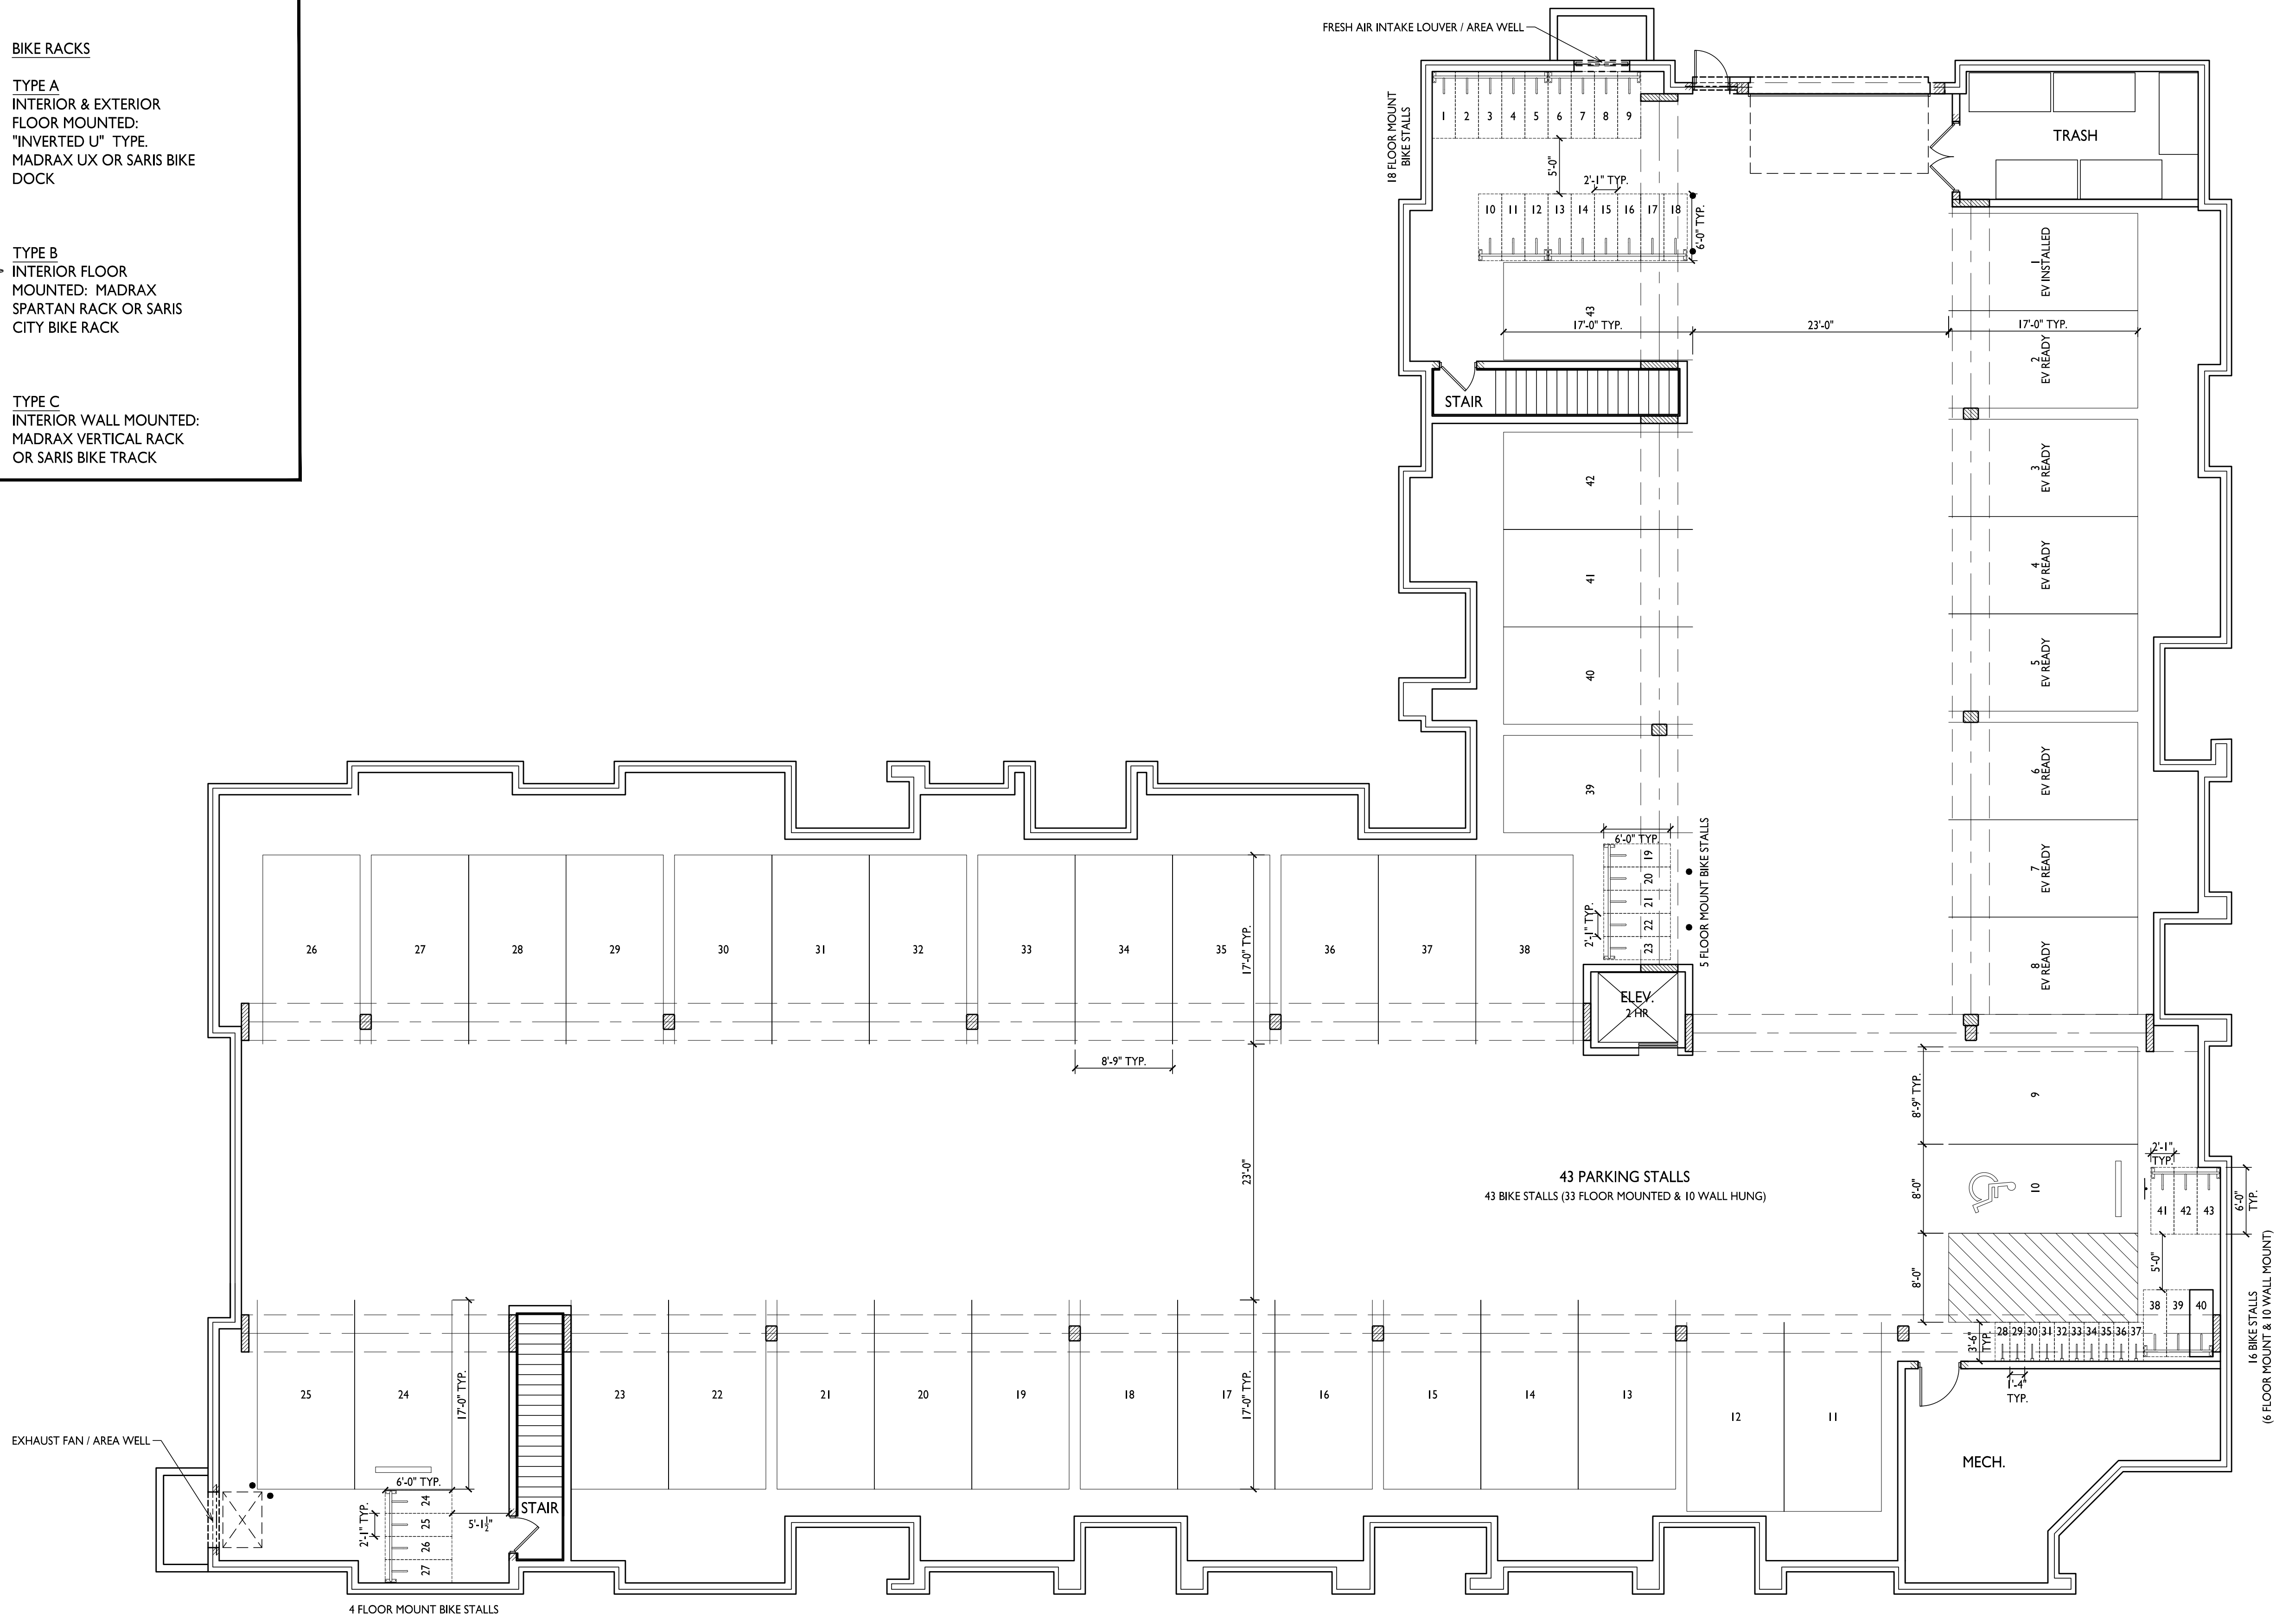 BIKE RACKS
TYPE A
INTERIOR & EXTERIOR
FLOOR MOUNTED:
"INVERTED U" TYPE.
MADRAX UX OR SARIS BIKE
DOCK
TYPE B
INTERIOR FLOOR
MOUNTED: MADRAX
SPARTAN RACK OR SARIS
CITY BIKE RACK
TYPE C
INTERIOR WALL MOUNTED:
MADRAX VERTICAL RACK
OR SARIS BIKE TRACK
FRESH AIR INTAKE LOUVER / AREA WELL
18 FLOOR MOUNT
BIKE STALLS
1 2 3 4 5 6 7 8 9
5'-0"
2'-1" TYP.
10 11 12 13 14 15 16 17 18
6'-0" TYP.
TRASH
43
17'-0" TYP.
23'-0"
17'-0" TYP.
STAIR
1
EV INSTALLED
2
EV READY
3
EV READY
4
EV READY
5
EV READY
6
EV READY
7
EV READY
8
EV READY
42
41
40
39
6'-0" TYP.
19
20
21
22
23
2'-1" TYP.
5 FLOOR MOUNT BIKE STALLS
ELEV.
2 HR
26 27 28 29 30 31 32 33 34 35 36 37 38
17'-0" TYP.
8'-9" TYP.
23'-0"
43 PARKING STALLS
43 BIKE STALLS (33 FLOOR MOUNTED & 10 WALL HUNG)
8'-9" TYP.
9
8'-0"
10
8'-0"
2'-1"
TYP.
41 42 43
6'-0"
TYP.
5'-0"
38 39 40
28 29 30 31 32 33 34 35 36 37
3'-6"
TYP.
1'-4"
TYP.
16 BIKE STALLS
(6 FLOOR MOUNT & 10 WALL MOUNT)
25 24
17'-0" TYP.
23 22 21 20 19 18 17 16 15 14 13 12 11
17'-0" TYP.
MECH.
EXHAUST FAN / AREA WELL
6'-0" TYP.
24
25
26
27
2'-1" TYP.
5'-1½"
STAIR
4 FLOOR MOUNT BIKE STALLS